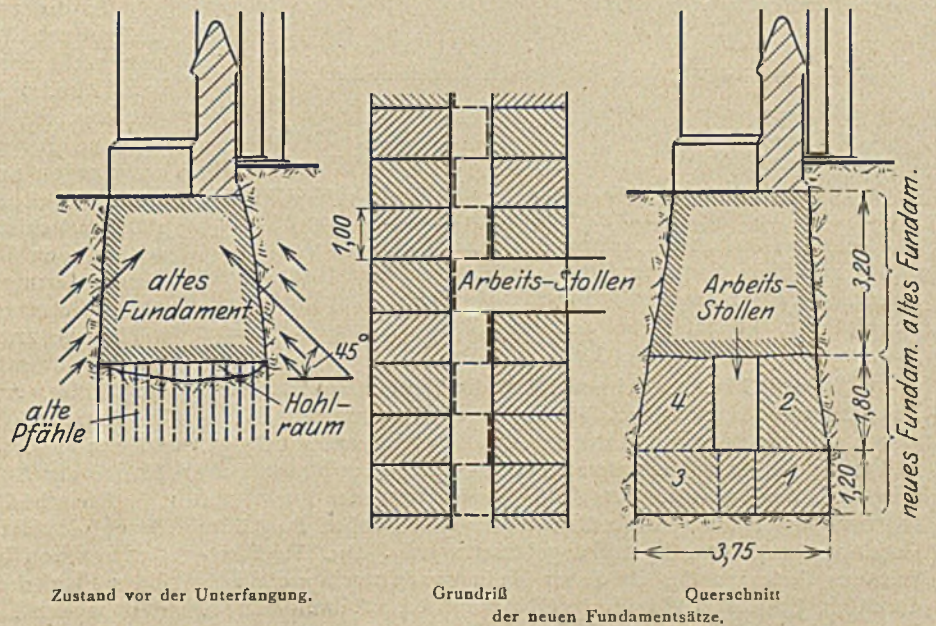 altes
Fundament
45°
alte
Pfähle
Hohl-
raum
Zustand vor der Unterfangung.
1,00
Arbeits-Stollen
Grundriß
Arbeits-
Stollen
4
2
3
1
3,75
3,20
1,80
1,20
neues Fundam. altes Fundam.
Querschnitt
der neuen Fundamentsätze.